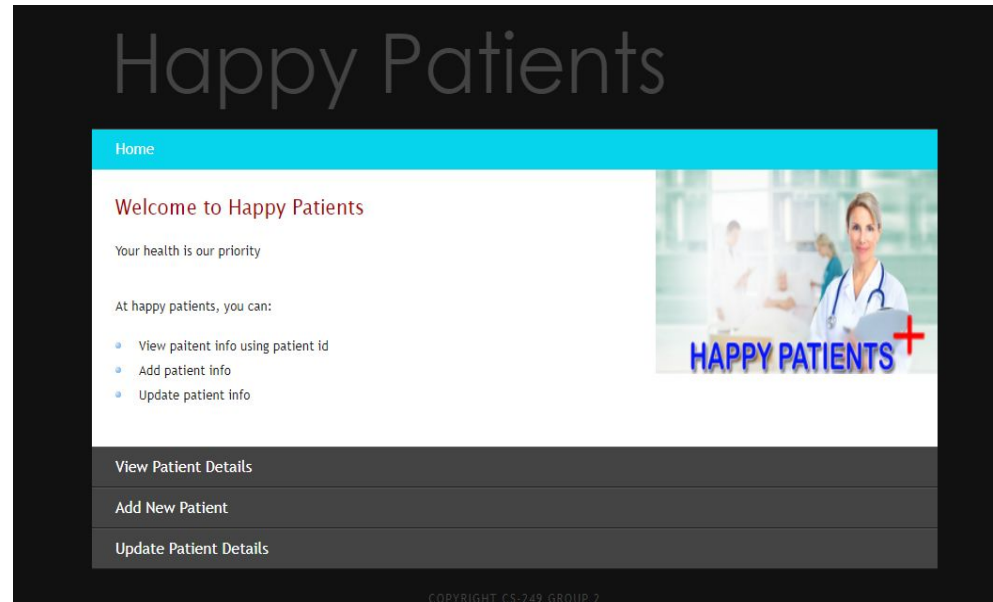 Happy Patients
Home
Welcome to Happy Patients
Your health is our priority
At happy patients, you can:
View paitent info using patient id
Add patient info
Update patient info
HAPPY PATIENTS
View Patient Details
Add New Patient
Update Patient Details
COPYRIGHT CS-249 GROUP 2